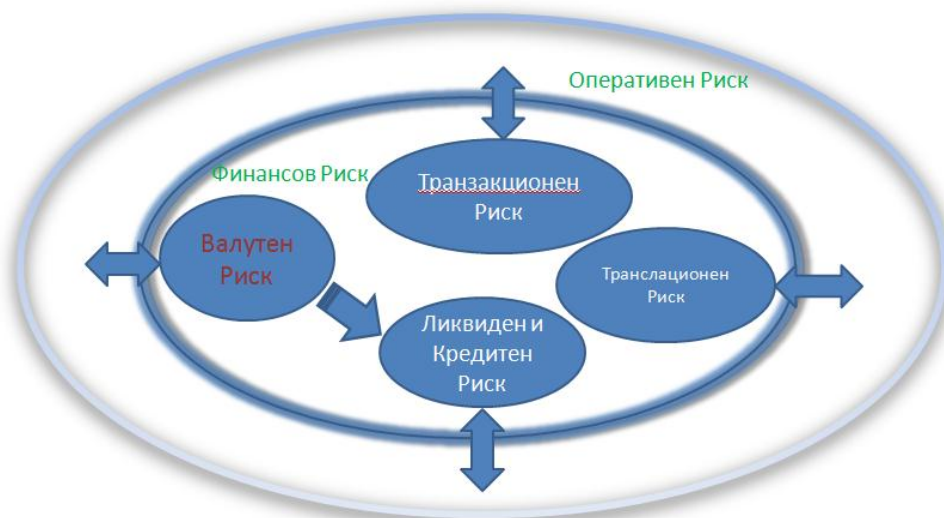 Оперативен Риск
Финансов Риск
Транзакционен
Риск
Валутен
Риск
Транслационен
Риск
Ликвиден и
Кредитен
Риск